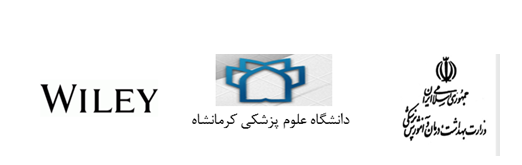 WILEY
دانشگاه علوم پزشکی کرمانشاه
جمهوری اسلامی ایران
وزارت بهداشت درمان و آموزش پزشکی